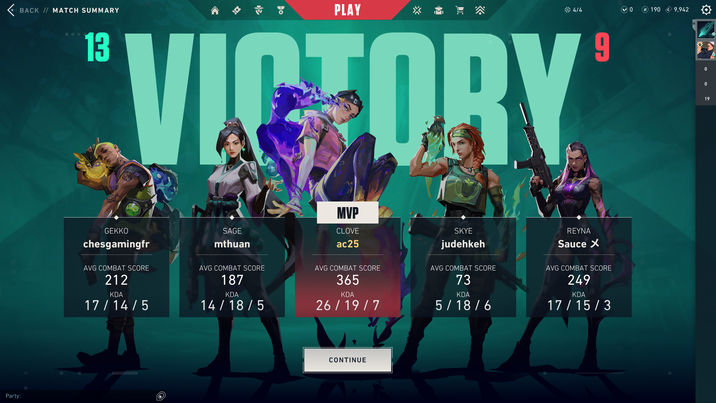 BACK // MATCH SUMMARY
PLAY
4/4
0
190
9,942
13
VICTORY
9
0
0
19
MVP
GEKKO
chesgamingfr
AVG COMBAT SCORE
212
KDA
17 / 14 / 5
SAGE
mthuan
AVG COMBAT SCORE
187
KDA
14 / 18 / 5
CLOVE
ac25
AVG COMBAT SCORE
365
KDA
26 / 19 / 7
SKYE
judehkeh
AVG COMBAT SCORE
73
KDA
5 / 18 / 6
REYNA
Sauce メ
AVG COMBAT SCORE
249
KDA
17 / 15 / 3
CONTINUE
Party: